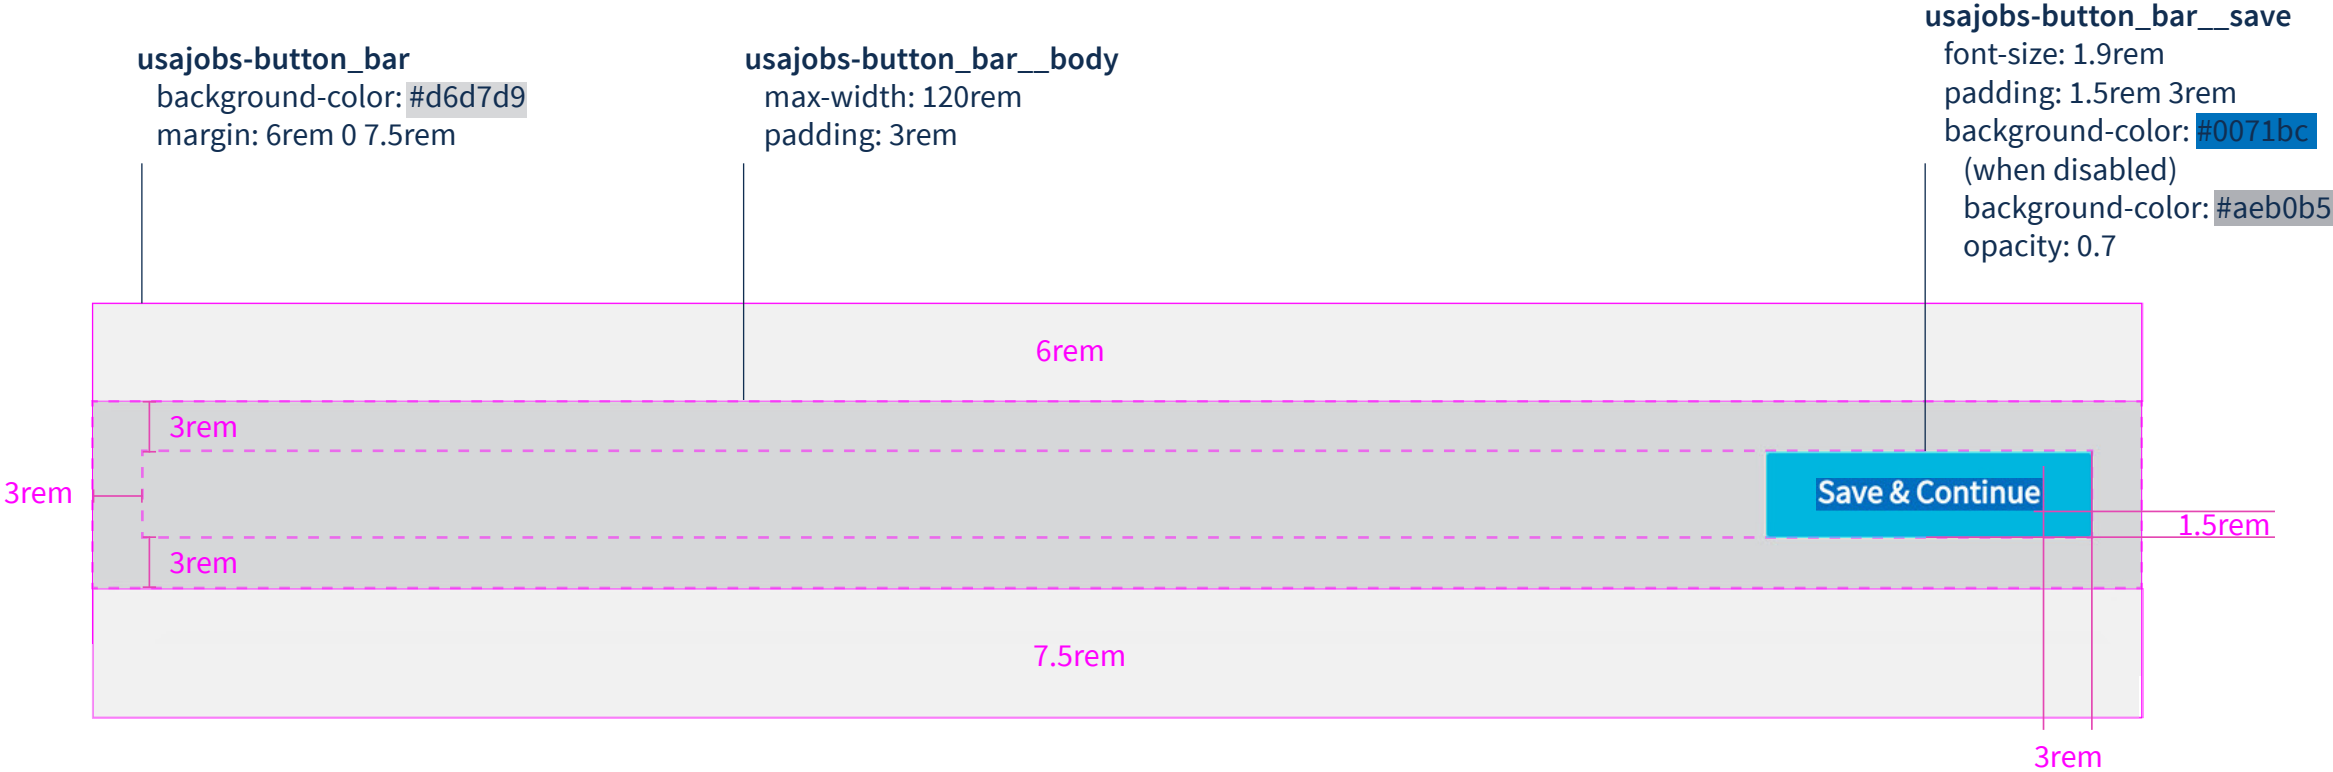 usajobs-button_bar
background-color: #d6d7d9
margin: 6rem 0 7.5rem
usajobs-button_bar__body
max-width: 120rem
padding: 3rem
usajobs-button_bar__save
font-size: 1.9rem
padding: 1.5rem 3rem
background-color: #0071bc
(when disabled)
background-color: #aeb0b5
opacity: 0.7
6rem
3rem
3rem
Save & Continue
1.5rem
3rem
7.5rem
3rem